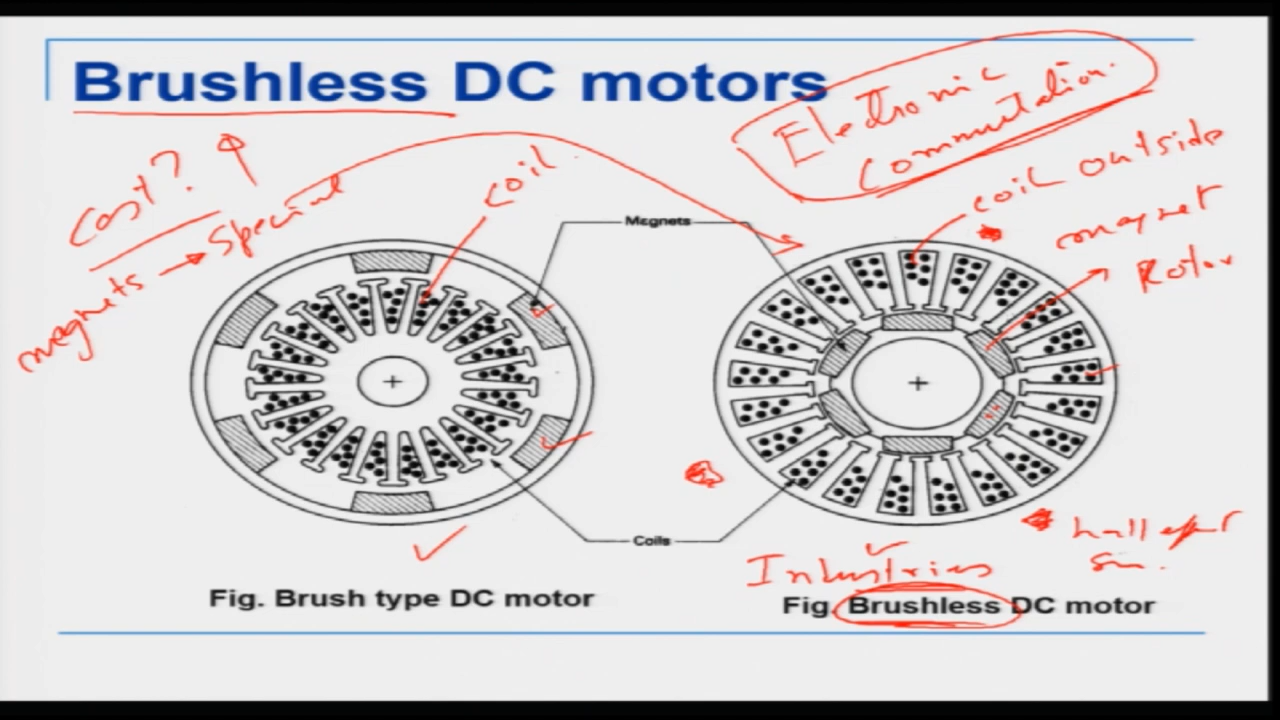 Brushless DC motors
Electronic
Commutation.
Cost?
magnets → Special
coil
coil outside
magnet
Rotor
Magnets
Coils
Industries
hall
Fig. Brush type DC motor
Fig. Brushless DC motor